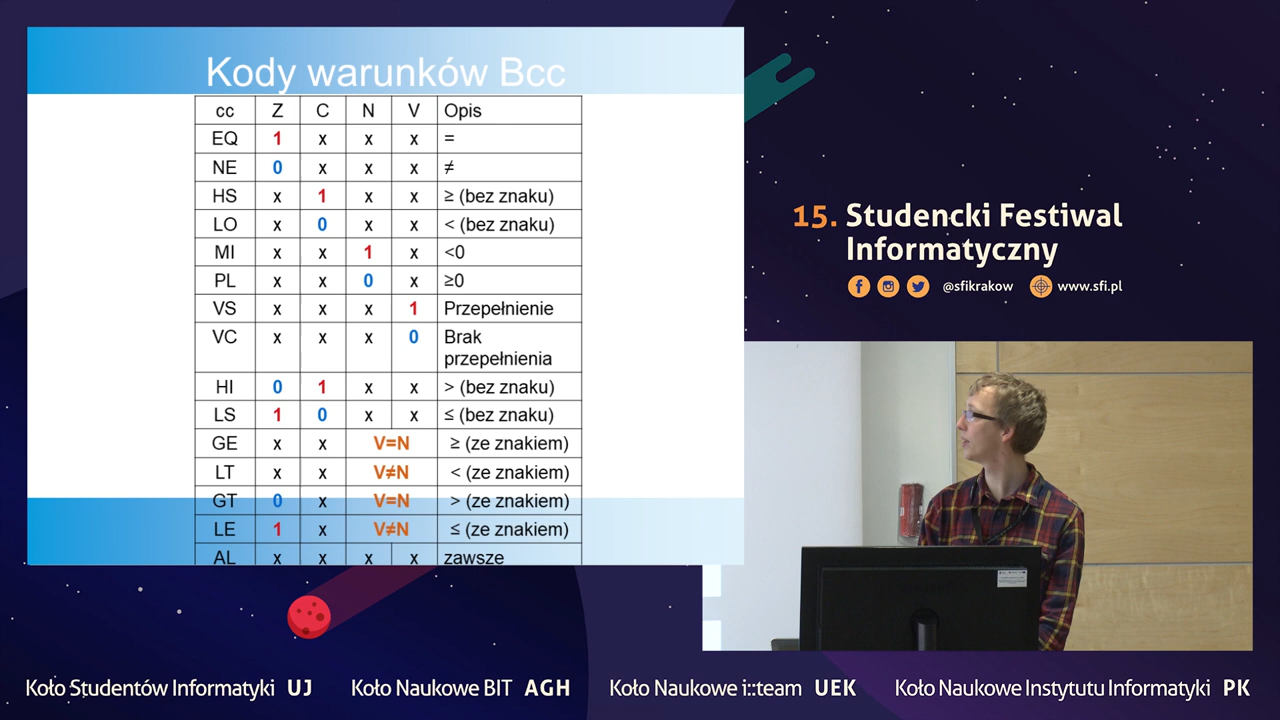 Kody warunków Bcc
cc Z C N V Opis
EQ 1 x x x =
NE 0 x x x ≠
HS x 1 x x ≥ (bez znaku)
LO x 0 x x < (bez znaku)
MI x x 1 x <0
PL x x 0 x ≥0
VS x x x 1 Przepełnienie
VC x x x 0 Brak
przepełnienia
HI 0 1 x x > (bez znaku)
LS 1 0 x x ≤ (bez znaku)
GE x x V=N ≥ (ze znakiem)
LT x x V≠N < (ze znakiem)
GT 0 x V=N > (ze znakiem)
LE 1 x V≠N ≤ (ze znakiem)
AL x x x x zawsze
15. Studencki Festiwal
Informatyczny
@sfikrakow www.sfi.pl
Koło Studentów Informatyki UJ
Koło Naukowe BIT AGH
Koło Naukowe i::team UEK
Koło Naukowe Instytutu Informatyki PK